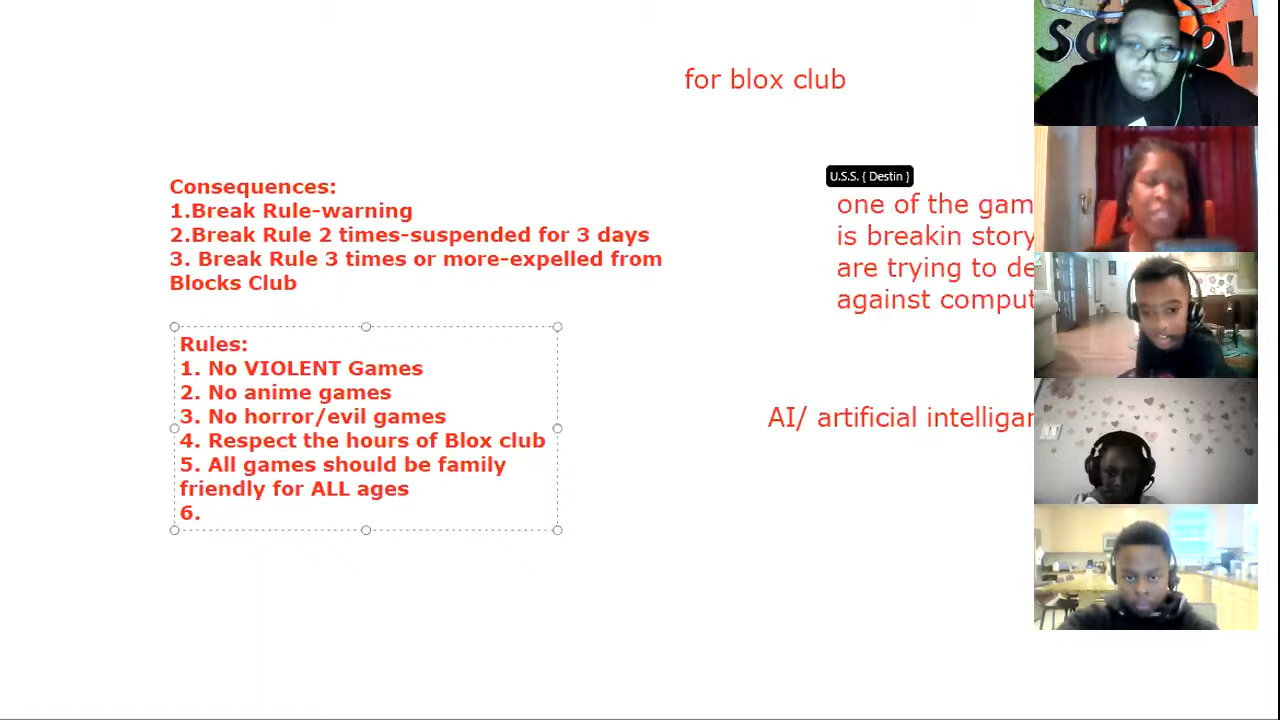 for blox club
Consequences:
1.Break Rule-warning
2.Break Rule 2 times-suspended for 3 days
3. Break Rule 3 times or more-expelled from
Blocks Club
Rules:
1. No VIOLENT Games
2. No anime games
3. No horror/evil games
4. Respect the hours of Blox club
5. All games should be family
friendly for ALL ages
6.
U.S.S. { Destin }
one of the gam
is breakin story
are trying to de
against comput
AI/ artificial intelligan